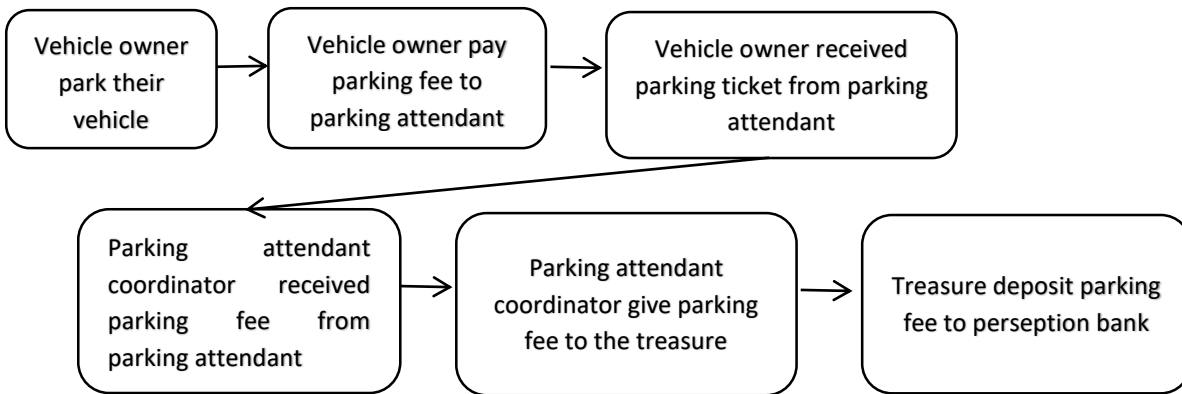 Vehicle owner
park their
vehicle
Vehicle owner pay
parking fee to
parking attendant
Vehicle owner received
parking ticket from parking
attendant
Parking attendant
coordinator received
parking fee from
parking attendant
Parking attendant
coordinator give parking
fee to the treasure
Treasure deposit parking
fee to perseption bank